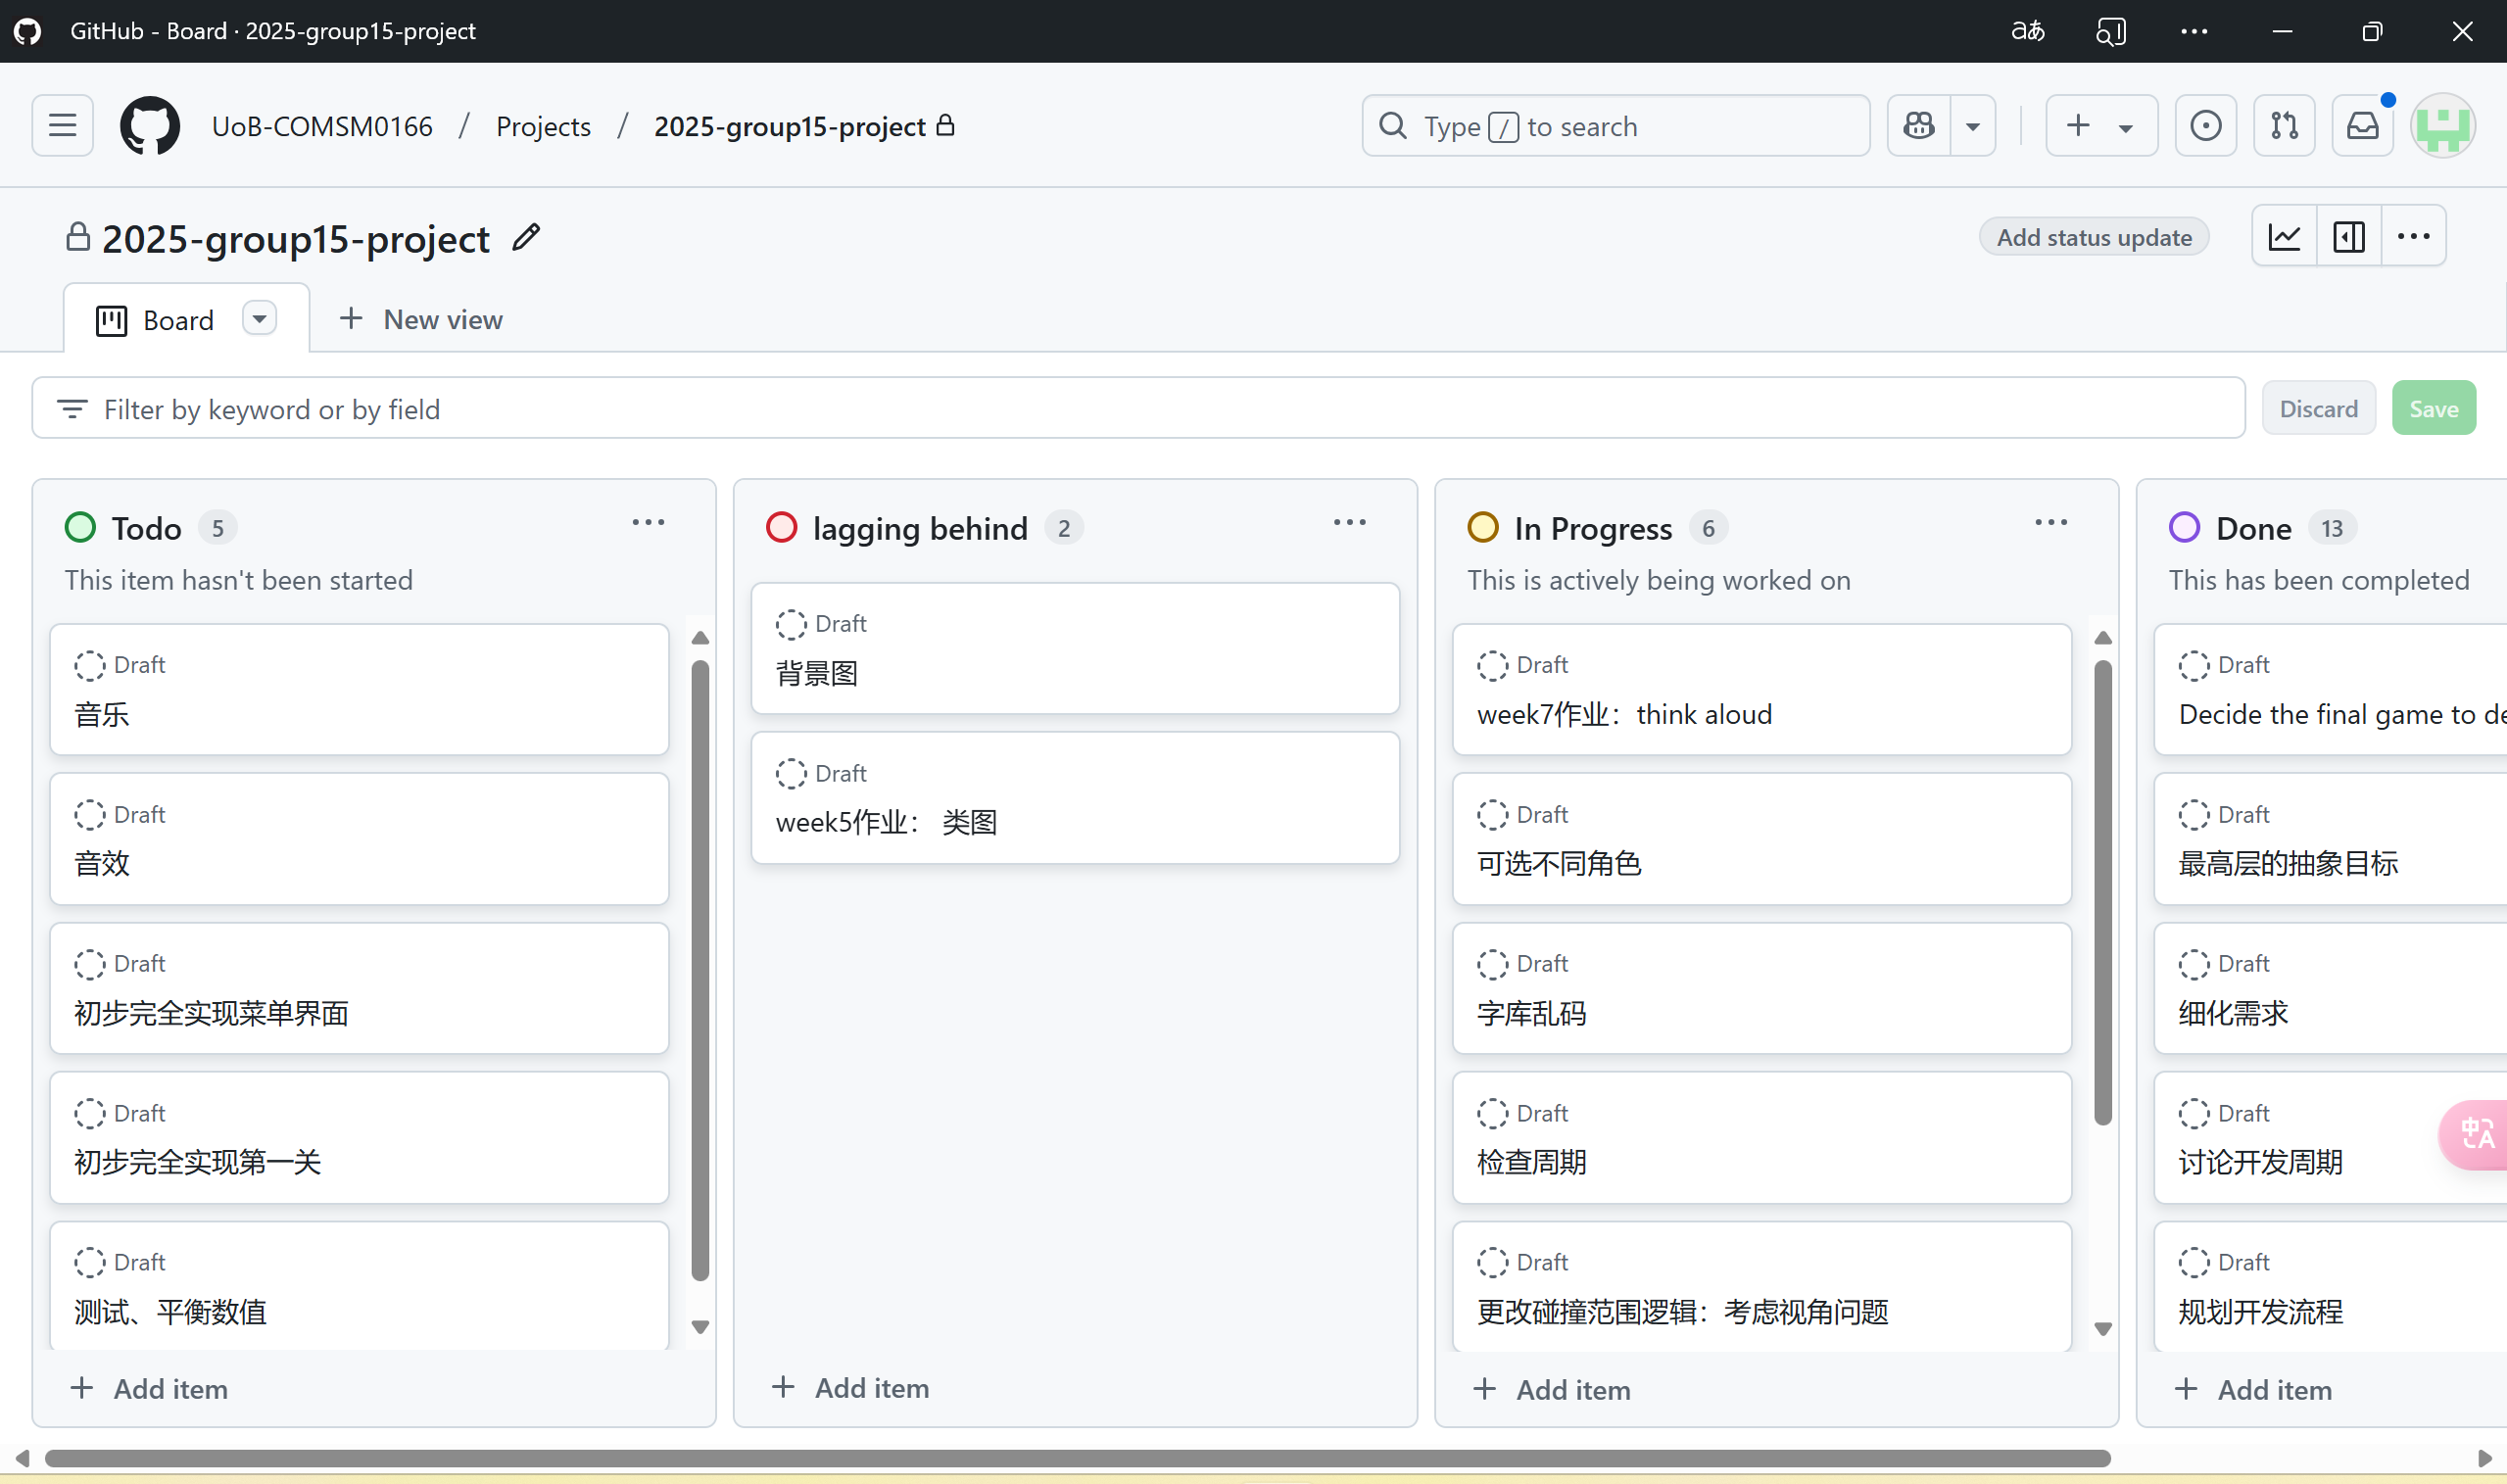 GitHub - Board · 2025-group15-project
aあ
UoB-COMSM0166 / Projects / 2025-group15-project
Type / to search
2025-group15-project
Add status update
Board
New view
Filter by keyword or by field
Discard
Save
Todo 5
This item hasn't been started
Draft
音乐
Draft
音效
Draft
初步完全实现菜单界面
Draft
初步完全实现第一关
Draft
测试、平衡数值
Add item
lagging behind 2
Draft
背景图
Draft
week5作业： 类图
Add item
In Progress 6
This is actively being worked on
Draft
week7作业：think aloud
Draft
可选不同角色
Draft
字库乱码
Draft
检查周期
Draft
更改碰撞范围逻辑：考虑视角问题
Add item
Done 13
This has been completed
Draft
Decide the final game to de
Draft
最高层的抽象目标
Draft
细化需求
Draft
讨论开发周期
Draft
规划开发流程
Add item
中A